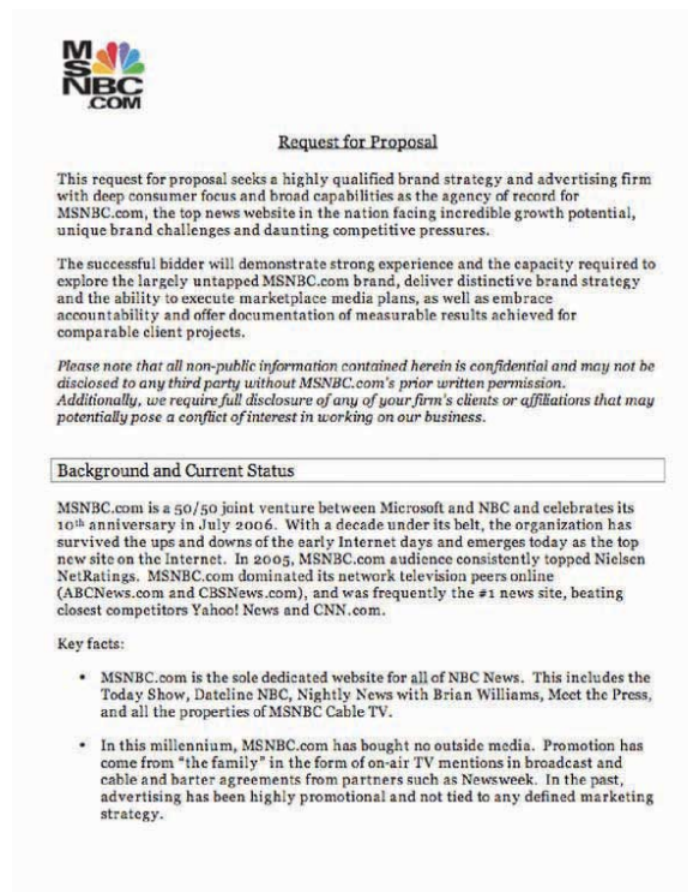 M
S
NBC
.COM
Request for Proposal
This request for proposal seeks a highly qualified brand strategy and advertising firm
with deep consumer focus and broad capabilities as the agency of record for
MSNBC.com, the top news website in the nation facing incredible growth potential,
unique brand challenges and daunting competitive pressures.
The successful bidder will demonstrate strong experience and the capacity required to
explore the largely untapped MSNBC.com brand, deliver distinctive brand strategy
and the ability to execute marketplace media plans, as well as embrace
accountability and offer documentation of measurable results achieved for
comparable client projects.
Please note that all non-public information contained herein is confidential and may not be
disclosed to any third party without MSNBC.com's prior written permission.
Additionally, we require full disclosure of any of your firm's clients or affiliations that may
potentially pose a conflict of interest in working on our business.
Background and Current Status
MSNBC.com is a 50/50 joint venture between Microsoft and NBC and celebrates its
10th anniversary in July 2006. With a decade under its belt, the organization has
survived the ups and downs of the early Internet days and emerges today as the top
new site on the Internet. In 2005, MSNBC.com audience consistently topped Nielsen
NetRatings. MSNBC.com dominated its network television peers online
(ABCNews.com and CBSNews.com), and was frequently the #1 news site, beating
closest competitors Yahoo! News and CNN.com.
Key facts:
• MSNBC.com is the sole dedicated website for all of NBC News. This includes the
Today Show, Dateline NBC, Nightly News with Brian Williams, Meet the Press,
and all the properties of MSNBC Cable TV.
• In this millennium, MSNBC.com has bought no outside media. Promotion has
come from "the family" in the form of on-air TV mentions in broadcast and
cable and barter agreements from partners such as Newsweek. In the past,
advertising has been highly promotional and not tied to any defined marketing
strategy.